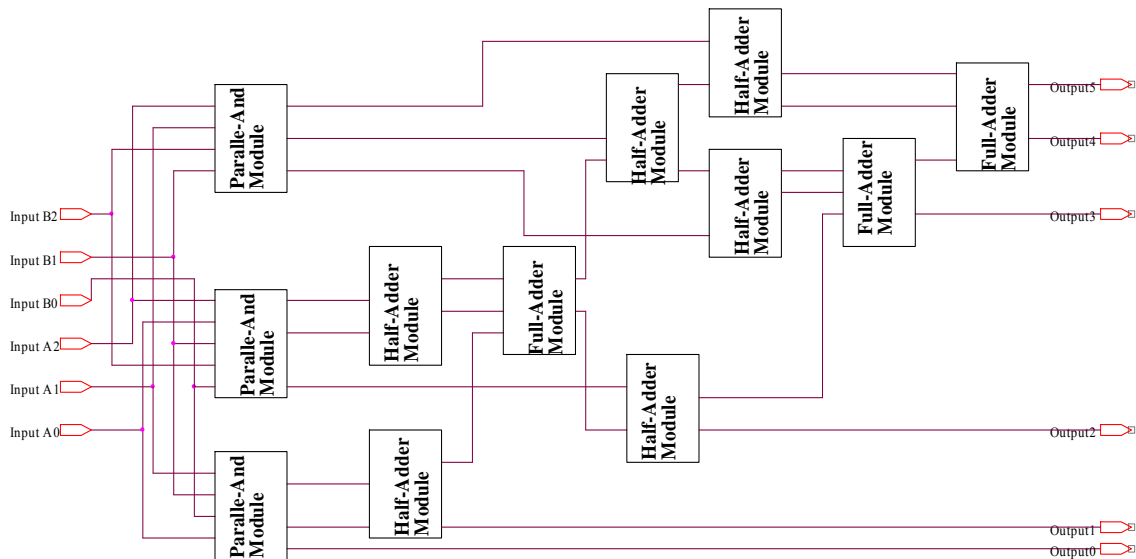 Half-Adder
Module
Output5
Full-Adder
Module
Half-Adder
Module
Paralle-And
Module
Output4
Half-Adder
Module
Full-Adder
Module
Input B2
Output3
Input B1
Input B0
Half-Adder
Module
Full-Adder
Module
Paralle-And
Module
Input A2
Input A1
Half-Adder
Module
Input A0
Output2
Half-Adder
Module
Paralle-And
Module
Output1
Output0